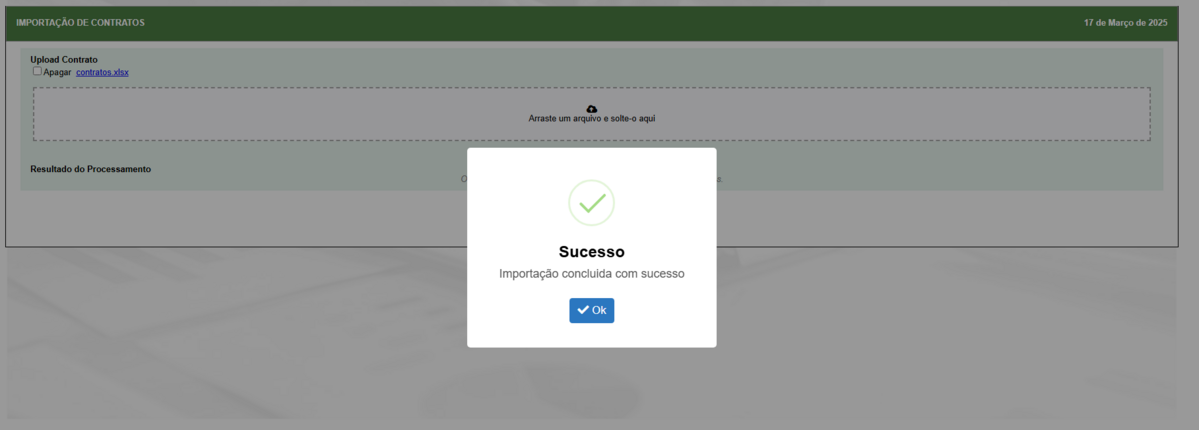 IMPORTAÇÃO DE CONTRATOS
17 de Março de 2025
Upload Contrato
Apagar contratos.xlsx
Arraste um arquivo e solte-o aqui
Resultado do Processamento
Sucesso
Importação concluida com sucesso
Ok